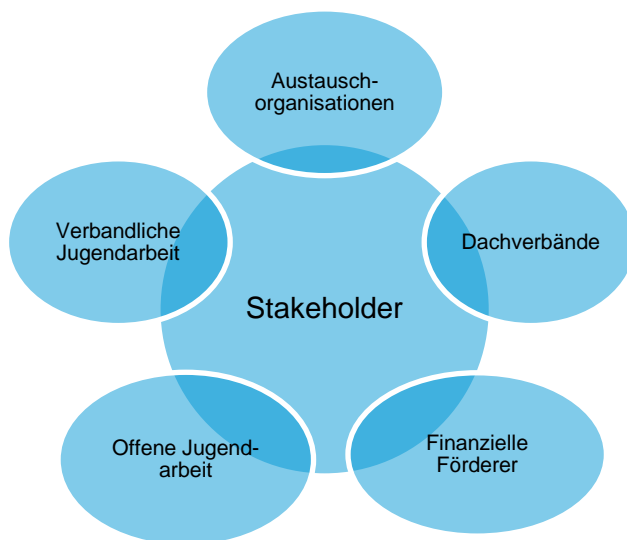 Austausch-
organisationen
Verbandliche
Jugendarbeit
Dachverbände
Stakeholder
Offene Jugend-
arbeit
Finanzielle
Förderer